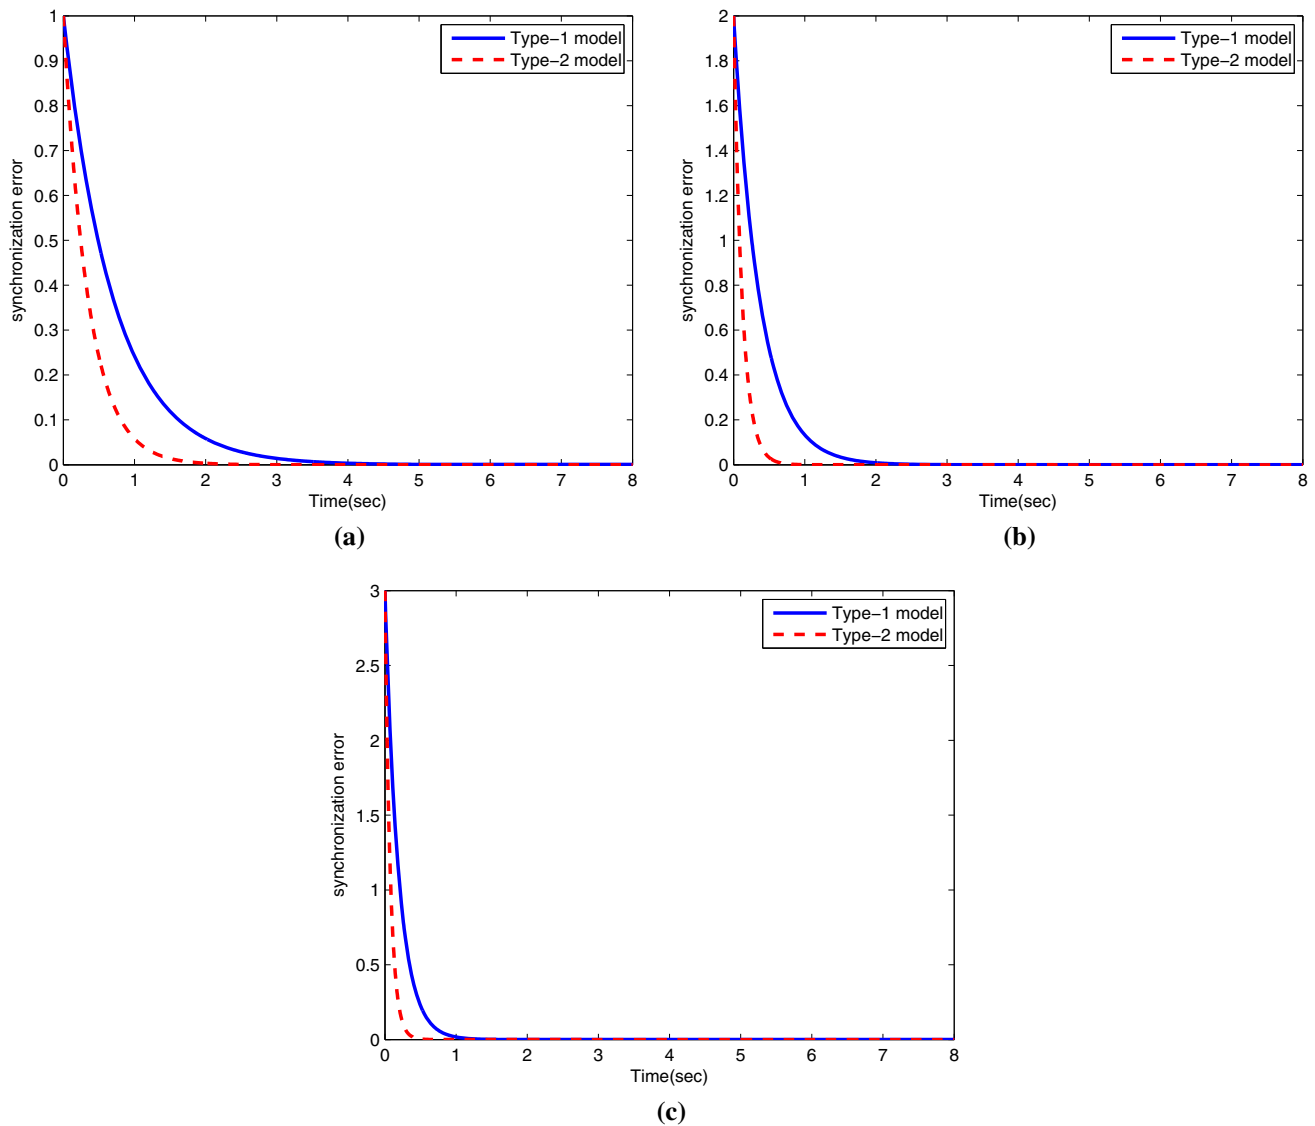 1
0.9
0.8
0.7
0.6
0.5
0.4
0.3
0.2
0.1
0
synchronization error
0 1 2 3 4 5 6 7 8
Time(sec)
Type-1 model
Type-2 model
(a)
2
1.8
1.6
1.4
1.2
1
0.8
0.6
0.4
0.2
0
synchronization error
0 1 2 3 4 5 6 7 8
Time(sec)
Type-1 model
Type-2 model
(b)
3
2.5
2
1.5
1
0.5
0
synchronization error
0 1 2 3 4 5 6 7 8
Time(sec)
Type-1 model
Type-2 model
(c)